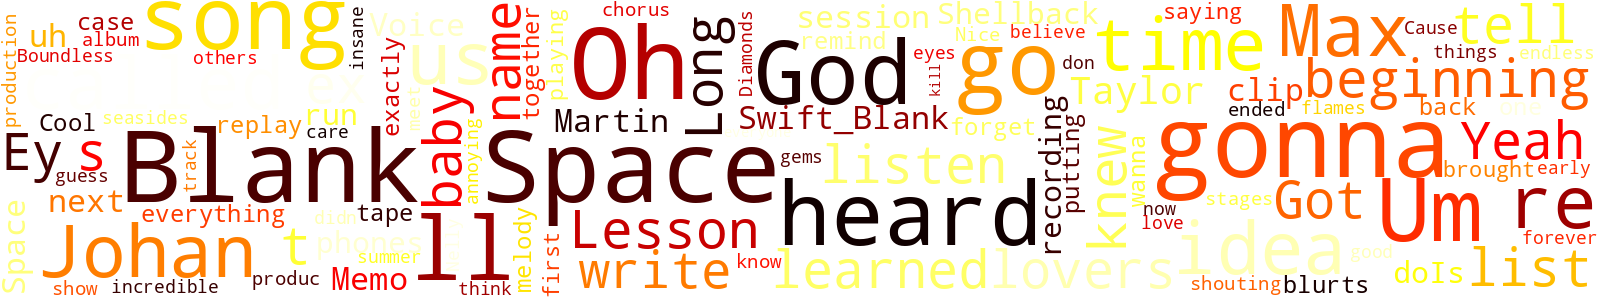 production
uh
case
album
Boundless
others
song
insane
Voice
us
exactly
baby
name
together
playing
chorus
Oh
Long
Diamonds
God
session
remind
Shellback
Nice
eyes
kill
go
believe
don
saying
time
Taylor
Max
Cause
things
tell
endless
beginning
clip
ended
flames
back
Eyes
Cool
seasides
guess
replay
run
care
track
Blank
Space
meet
annoying
Martin
Swift_Blank
forget
gems
listen
recording
putting
knew
wanna
gonna
Yeah
brought
early
next
everything
tape
Johan
t
didn
phones
summer
ll
Memo
melody
first
Lesson
write
know
heard
learned
lovers
now
love
stages
idea
Got
Um
re
forever
good
doIs
list
shouting
blurts
Space
show
incredible
produc
think